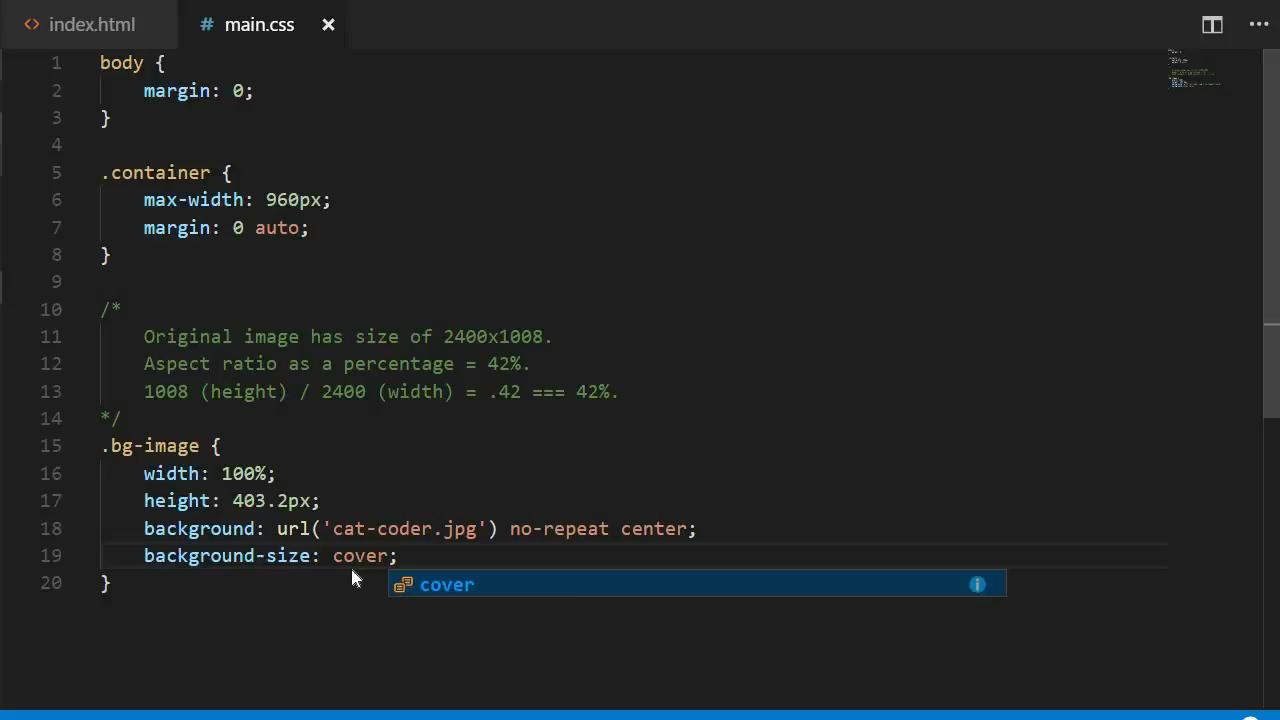 index.html
# main.css ×
1 body {
2 margin: 0;
3 }
4
5 .container {
6 max-width: 960px;
7 margin: 0 auto;
8 }
9
10 /*
11 Original image has size of 2400x1008.
12 Aspect ratio as a percentage = 42%.
13 1008 (height) / 2400 (width) = .42 === 42%.
14 */
15 .bg-image {
16 width: 100%;
17 height: 403.2px;
18 background: url('cat-coder.jpg') no-repeat center;
19 background-size: cover;
20 }
cover